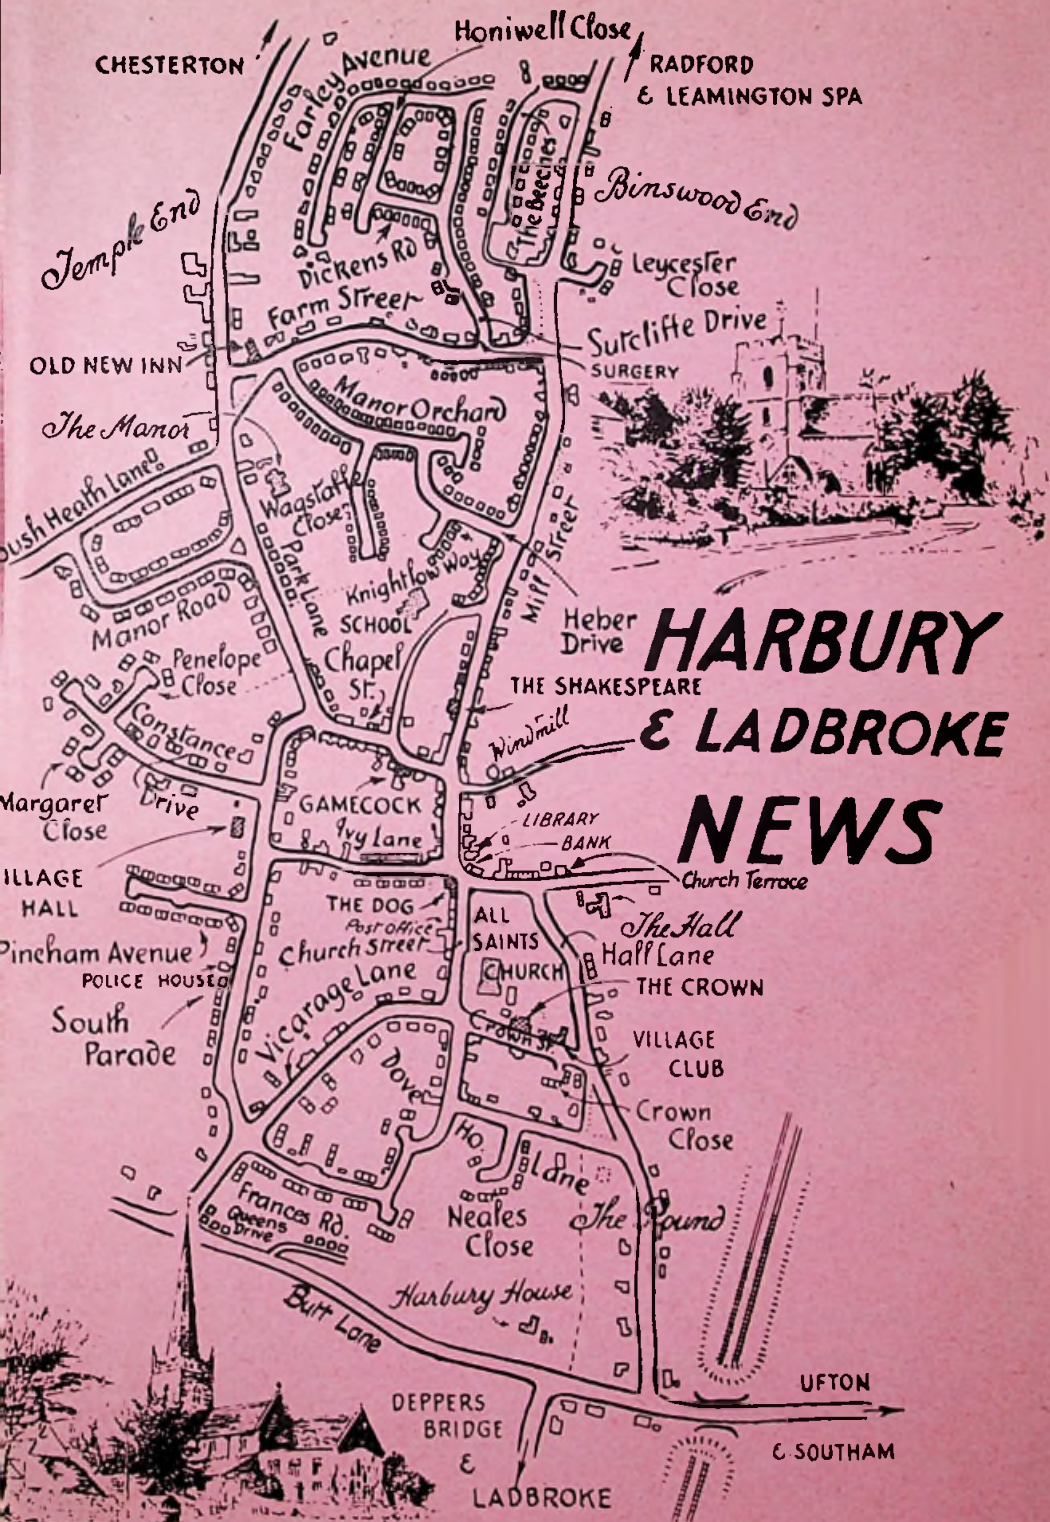 Honiwell Close
CHESTERTON
RADFORD
& LEAMINGTON SPA
Farley Avenue
The Beeches
Binswood End
Temple End
Dickens Rd
Leycester
Close
Farm Street
Sutcliffe Drive
OLD NEW INN
SURGERY
Manor Orchard
The Manor
Heath Lane
Wagstaffe
Close
Park Lane
Knightlow Way
Mill Street
Manor Road
SCHOOL
Heber
Drive
HARBURY
& LADBROKE
NEWS
Penelope
Close
Chapel
St.
THE SHAKESPEARE
Constance
Drive
Windmill
Margaret
Close
GAMECOCK
Ivy Lane
LIBRARY
BANK
Church Terrace
ILLAGE
HALL
THE DOG
Post Office
Church Street
ALL
SAINTS
CHURCH
The Hall
Hall Lane
Pincham Avenue
POLICE HOUSE
THE CROWN
South
Parade
Vicarage Lane
Crown St.
VILLAGE
CLUB
Dove
Crown
Close
HO.
Lane
Frances Rd.
Queens
Drive
Neales
Close
The Pound
Harbury House
Butt Lane
UFTON
& SOUTHAM
DEPPERS
BRIDGE
&
LADBROKE